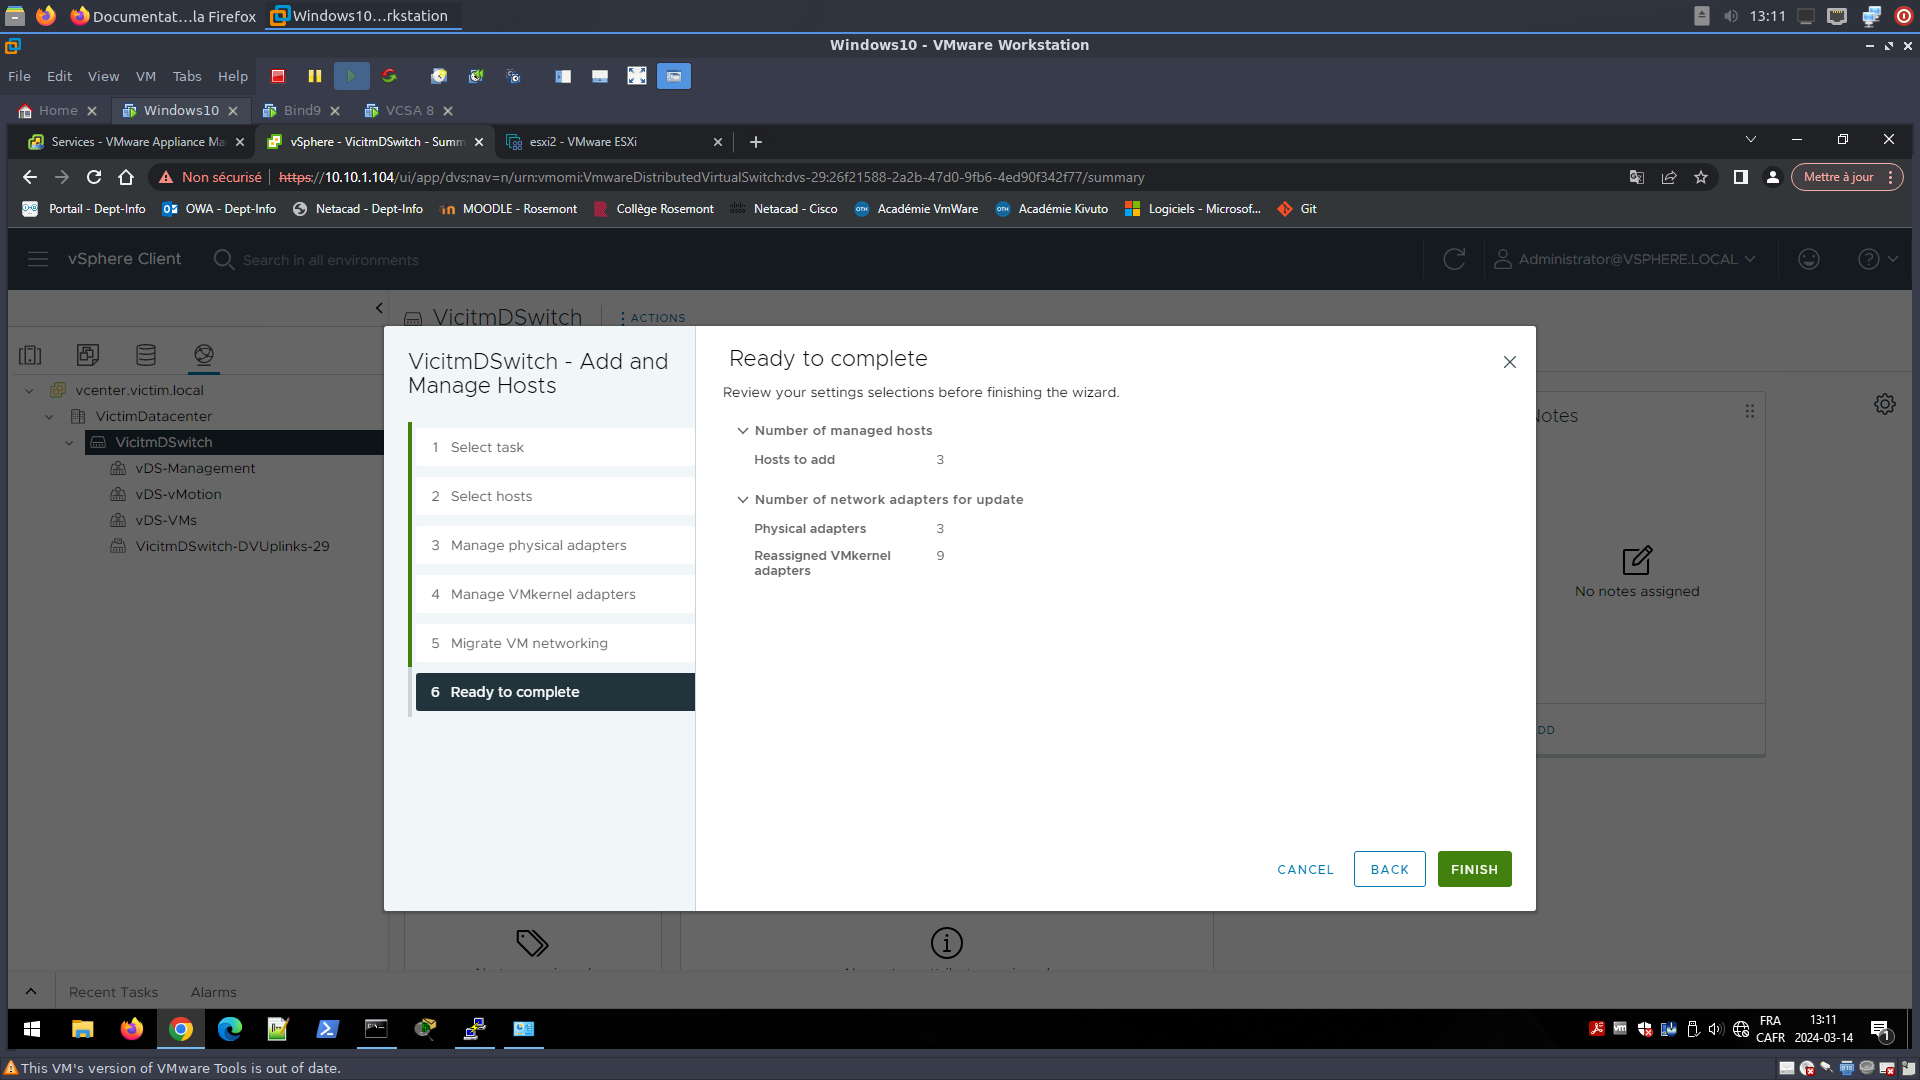 Documentat...la Firefox
Windows10...rkstation
13:11
Windows10 - VMware Workstation
File Edit View VM Tabs Help
Home
Windows10
Bind9
VCSA 8
Services - VMware Appliance Ma
vSphere - VicitmDSwitch - Summ
esxi2 - VMware ESXi
Non sécurisé
https://10.10.1.104/ui/app/dvs;nav=n/urn:vmomi:VmwareDistributedVirtualSwitch:dvs-29:26f21588-2a2b-47d0-9fb6-4ed90f342f77/summary
Mettre à jour
Portail - Dept-Info
OWA - Dept-Info
Netacad - Dept-Info
MOODLE - Rosemont
Collège Rosemont
Netacad - Cisco
Académie VmWare
Académie Kivuto
Logiciels - Microsof...
Git
vSphere Client
Search in all environments
Administrator@VSPHERE.LOCAL
VicitmDSwitch
ACTIONS
vcenter.victim.local
VictimDatacenter
VicitmDSwitch
vDS-Management
vDS-vMotion
vDS-VMs
VicitmDSwitch-DVUplinks-29
VicitmDSwitch - Add and
Manage Hosts
1 Select task
2 Select hosts
3 Manage physical adapters
4 Manage VMkernel adapters
5 Migrate VM networking
6 Ready to complete
Ready to complete
Review your settings selections before finishing the wizard.
Number of managed hosts
Hosts to add 3
Number of network adapters for update
Physical adapters 3
Reassigned VMkernel 9
adapters
CANCEL
BACK
FINISH
Notes
No notes assigned
DD
Recent Tasks
Alarms
FRA
CAFR
13:11
2024-03-14
1
This VM's version of VMware Tools is out of date.